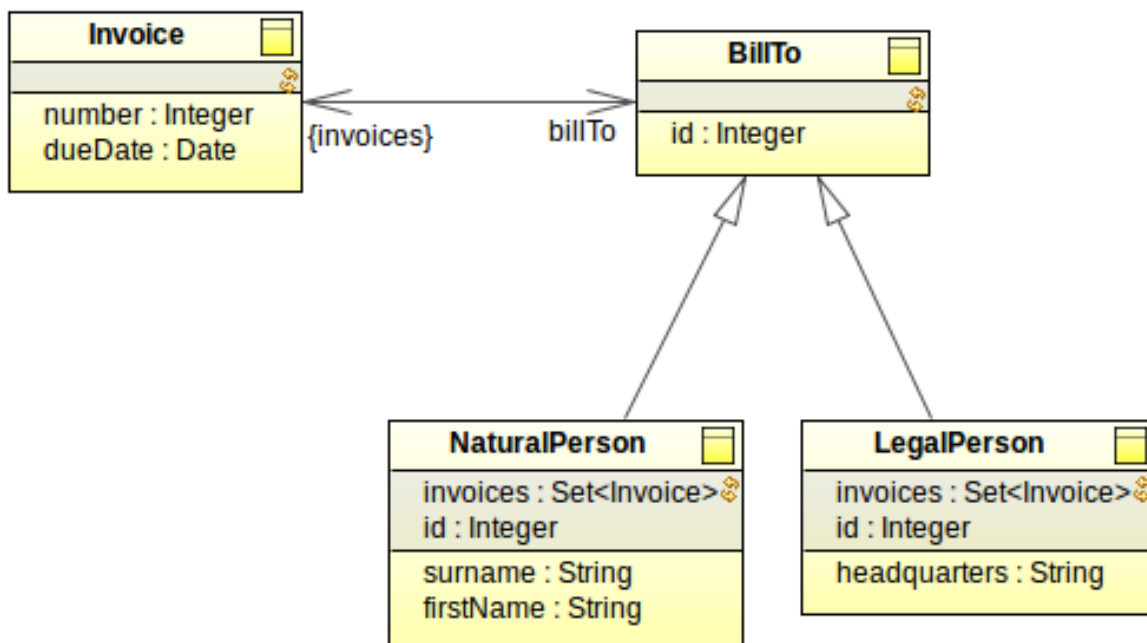 Invoice
number : Integer
dueDate : Date
{invoices}
billTo
BillTo
id : Integer
NaturalPerson
invoices : Set<Invoice>
id : Integer
surname : String
firstName : String
LegalPerson
invoices : Set<Invoice>
id : Integer
headquarters : String